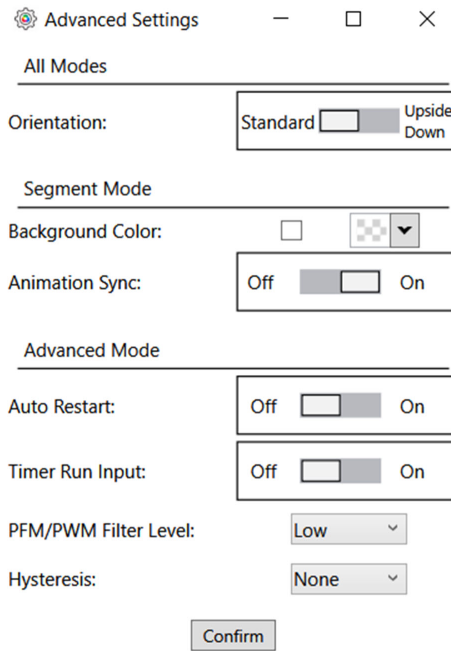 Advanced Settings
All Modes
Orientation:
Standard
Upside
Down
Segment Mode
Background Color:
Animation Sync:
Off
On
Advanced Mode
Auto Restart:
Off
On
Timer Run Input:
Off
On
PFM/PWM Filter Level:
Low
Hysteresis:
None
Confirm